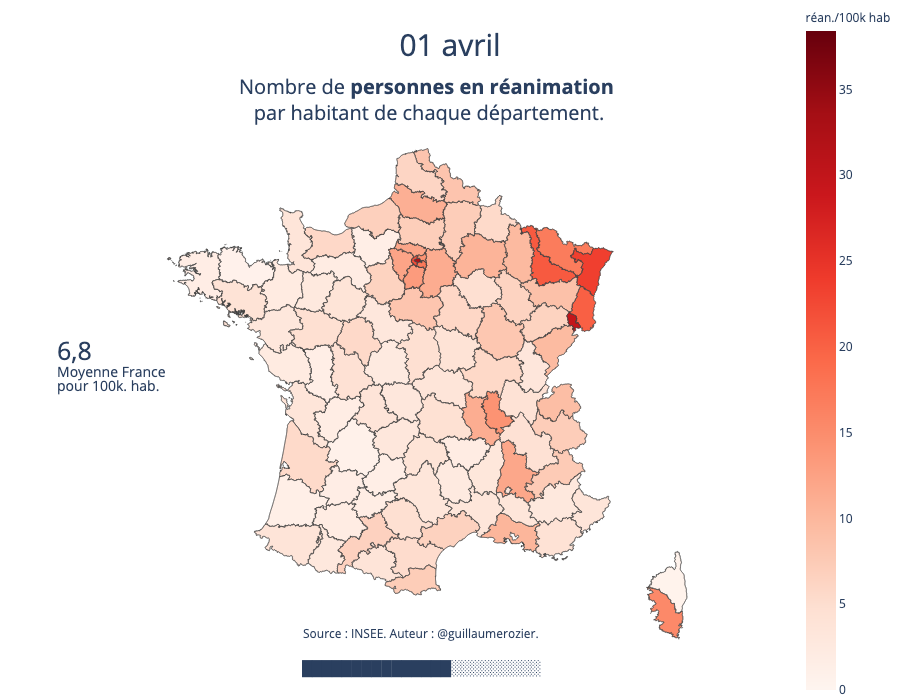 01 avril
Nombre de personnes en réanimation
par habitant de chaque département.
réan./100k hab
35
30
25
20
15
10
5
0
6,8
Moyenne France
pour 100k. hab.
Source : INSEE. Auteur : @guillaumerozier.